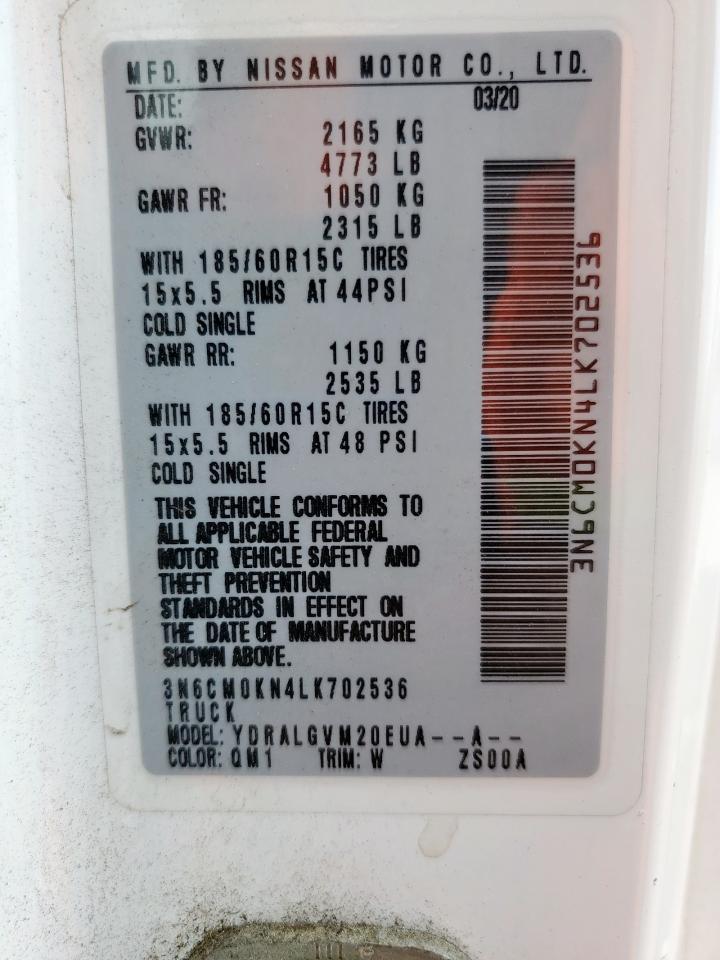 MFD. BY NISSAN MOTOR CO., LTD.
DATE: 03/20
GVWR: 2165 KG
4773 LB
GAWR FR: 1050 KG
2315 LB
WITH 185/60R15C TIRES
15x5.5 RIMS AT 44PSI
COLD SINGLE
GAWR RR: 1150 KG
2535 LB
WITH 185/60R15C TIRES
15x5.5 RIMS AT 48 PSI
COLD SINGLE
THIS VEHICLE CONFORMS TO
ALL APPLICABLE FEDERAL
MOTOR VEHICLE SAFETY AND
THEFT PREVENTION
STANDARDS IN EFFECT ON
THE DATE OF MANUFACTURE
SHOWN ABOVE.
3N6CM0KN4LK702536
TRUCK
MODEL: YDRALGVM20EUA--A--
COLOR: QM1 TRIM: W ZS00A
3N6CM0KN4LK702536